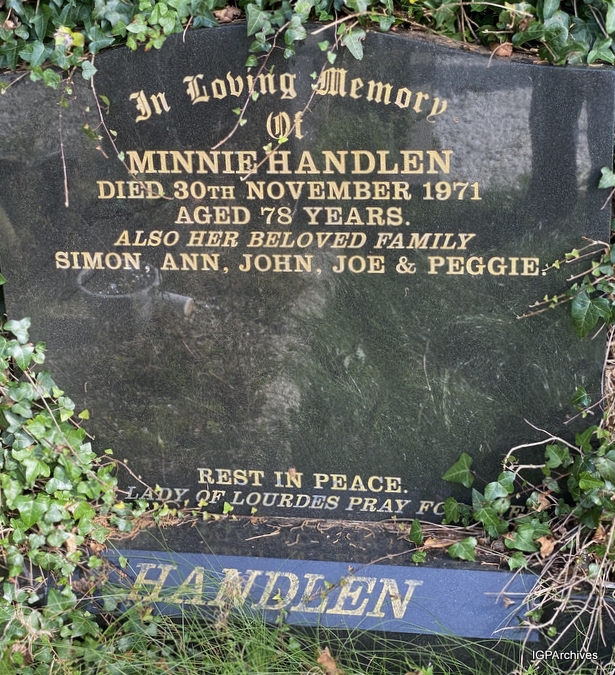 In Loving Memory
Of
MINNIE HANDLEN
DIED 30TH NOVEMBER 1971
AGED 78 YEARS.
ALSO HER BELOVED FAMILY
SIMON, ANN, JOHN, JOE & PEGGIE.
REST IN PEACE.
LADY OF LOURDES PRAY
HANDLEN
IGPArchives